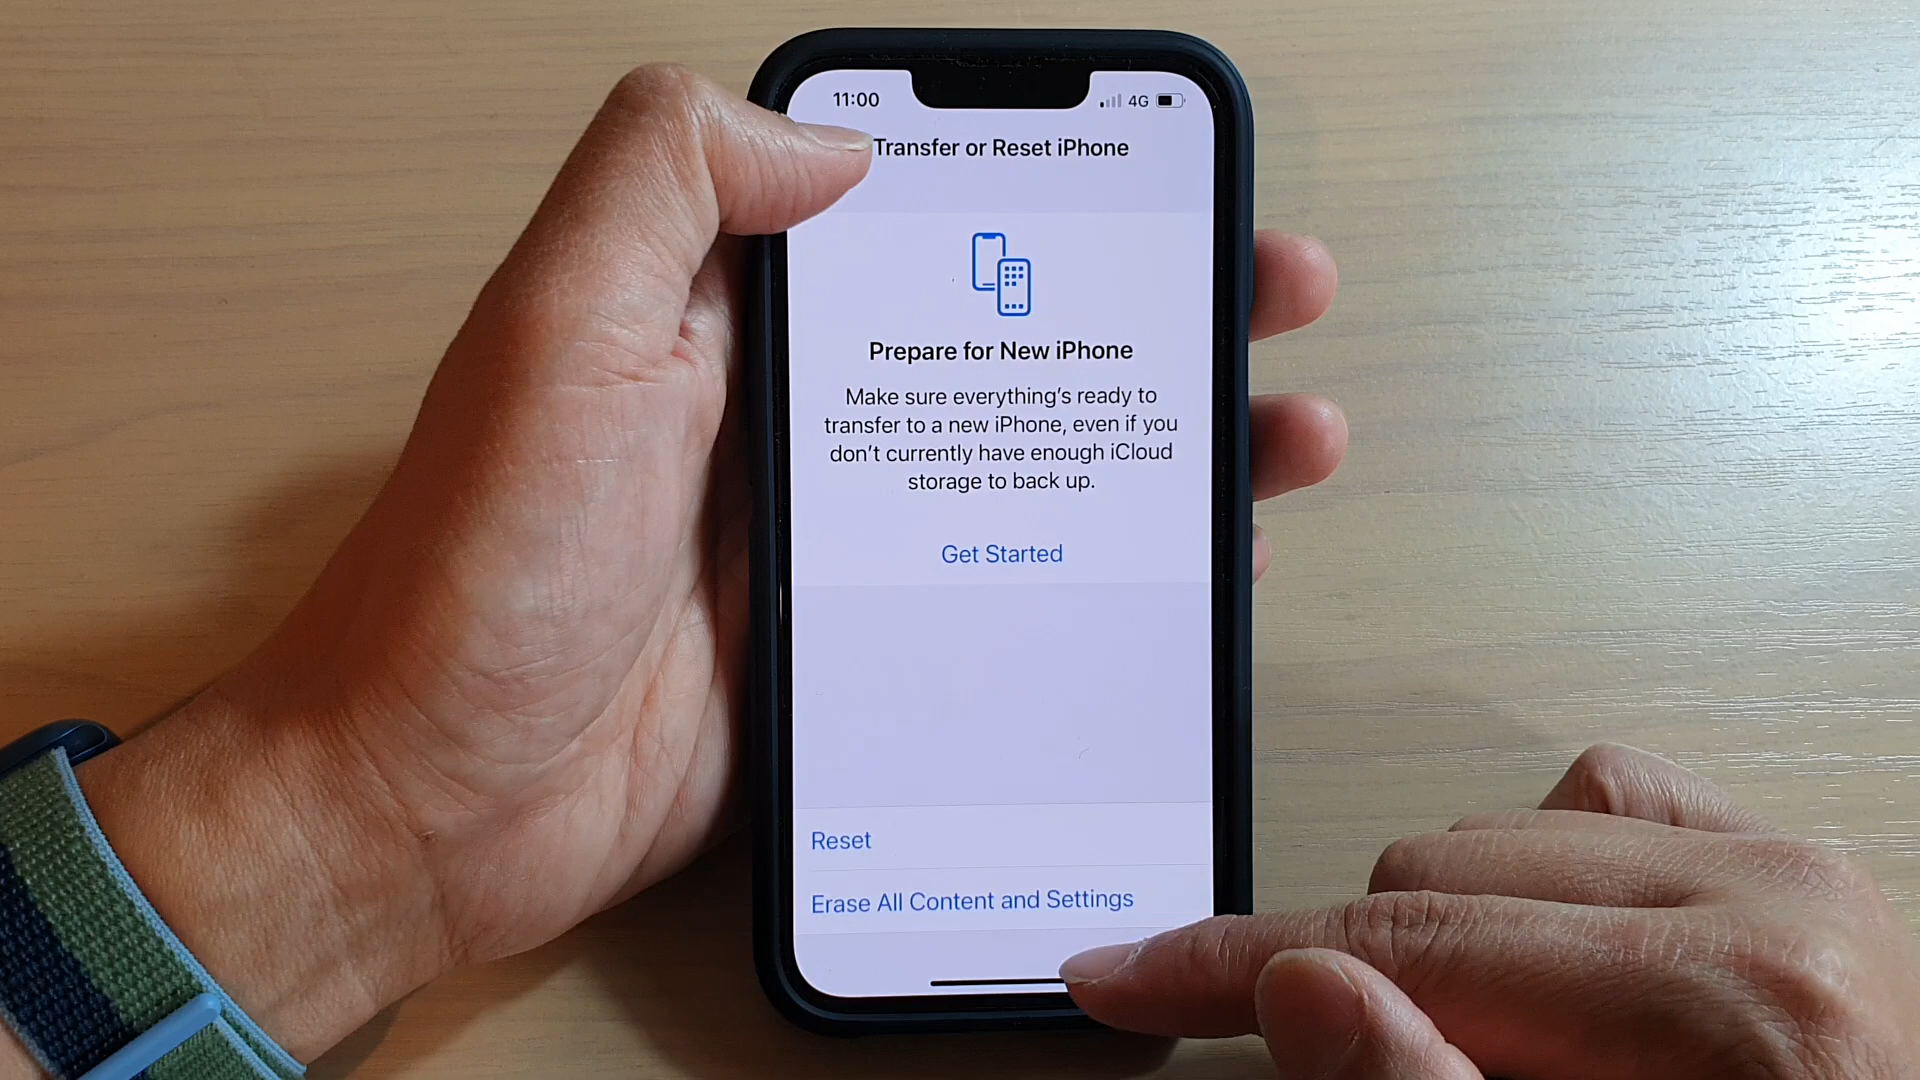 11:00
4G
Transfer or Reset iPhone
Prepare for New iPhone
Make sure everything's ready to
transfer to a new iPhone, even if you
don't currently have enough iCloud
storage to back up.
Get Started
Reset
Erase All Content and Settings